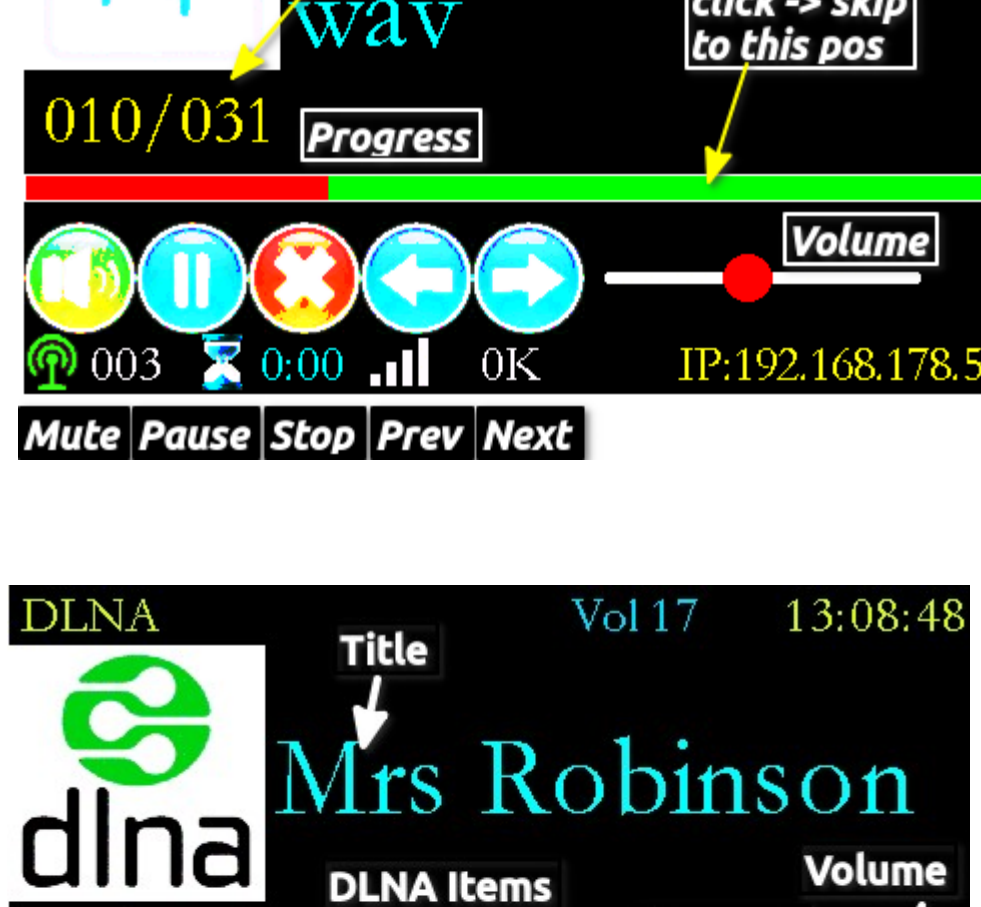 wav
click -> skip
to this pos
010/031
Progress
Volume
003 0:00 0K IP:192.168.178.5
Mute Pause Stop Prev Next
DLNA Vol 17 13:08:48
Title
Mrs Robinson
dlna
DLNA Items
Volume